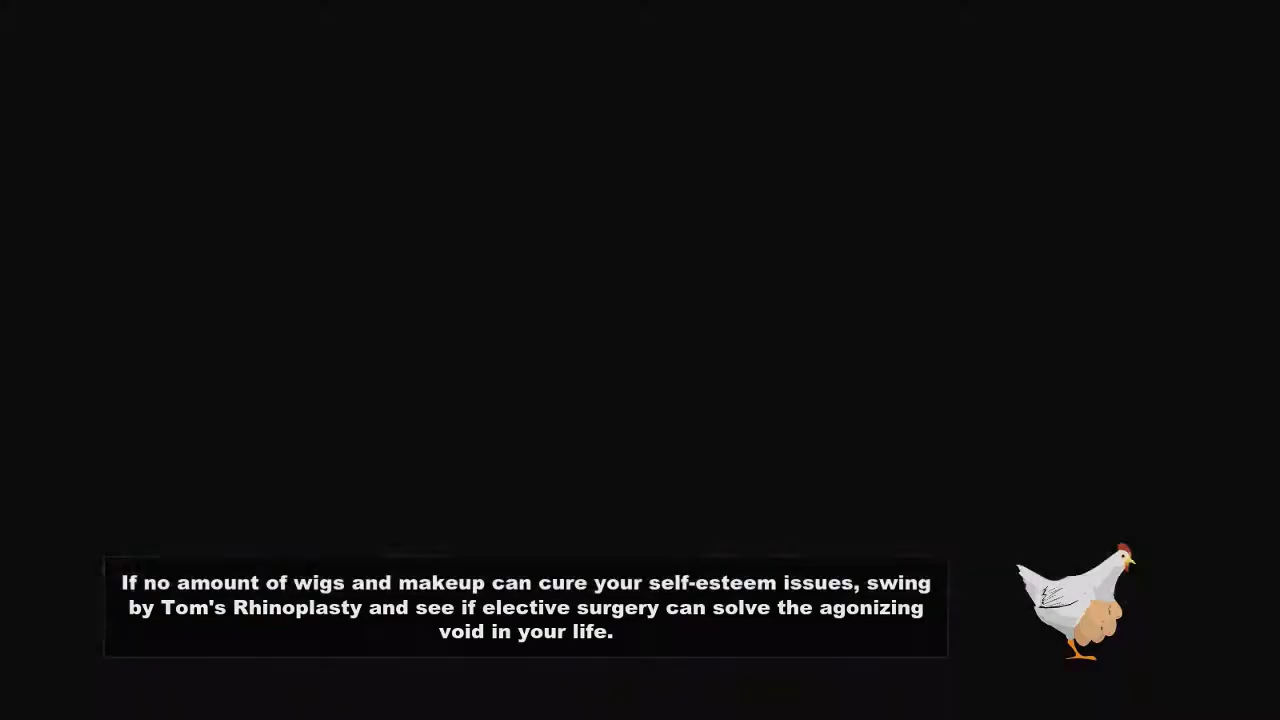 If no amount of wigs and makeup can cure your self-esteem issues, swing
by Tom's Rhinoplasty and see if elective surgery can solve the agonizing
void in your life.